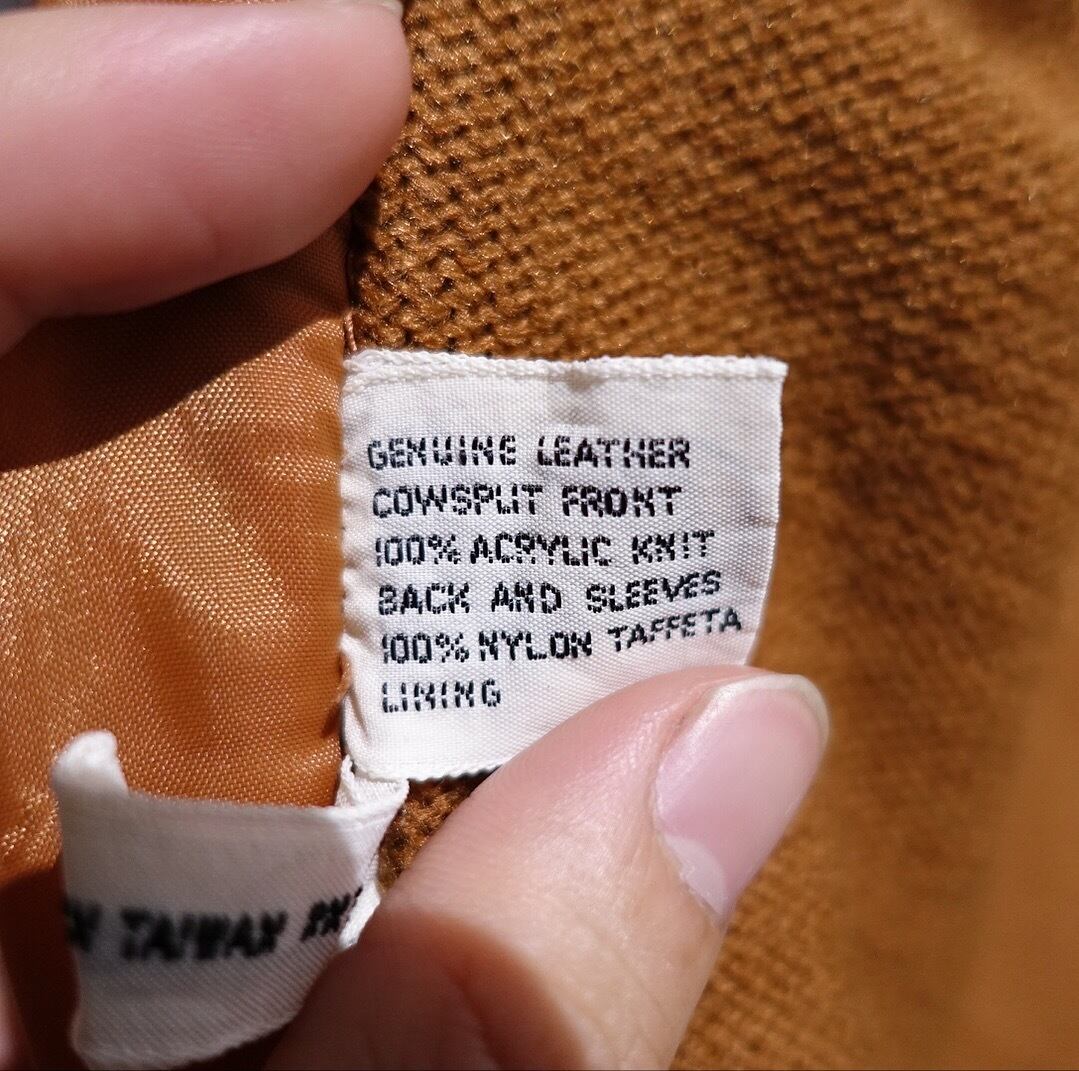 GENUINE LEATHER
COWSPLIT FRONT
100% ACRYLIC KNIT
BACK AND SLEEVES
100% NYLON TAFFETA
LINING
TAIWAN